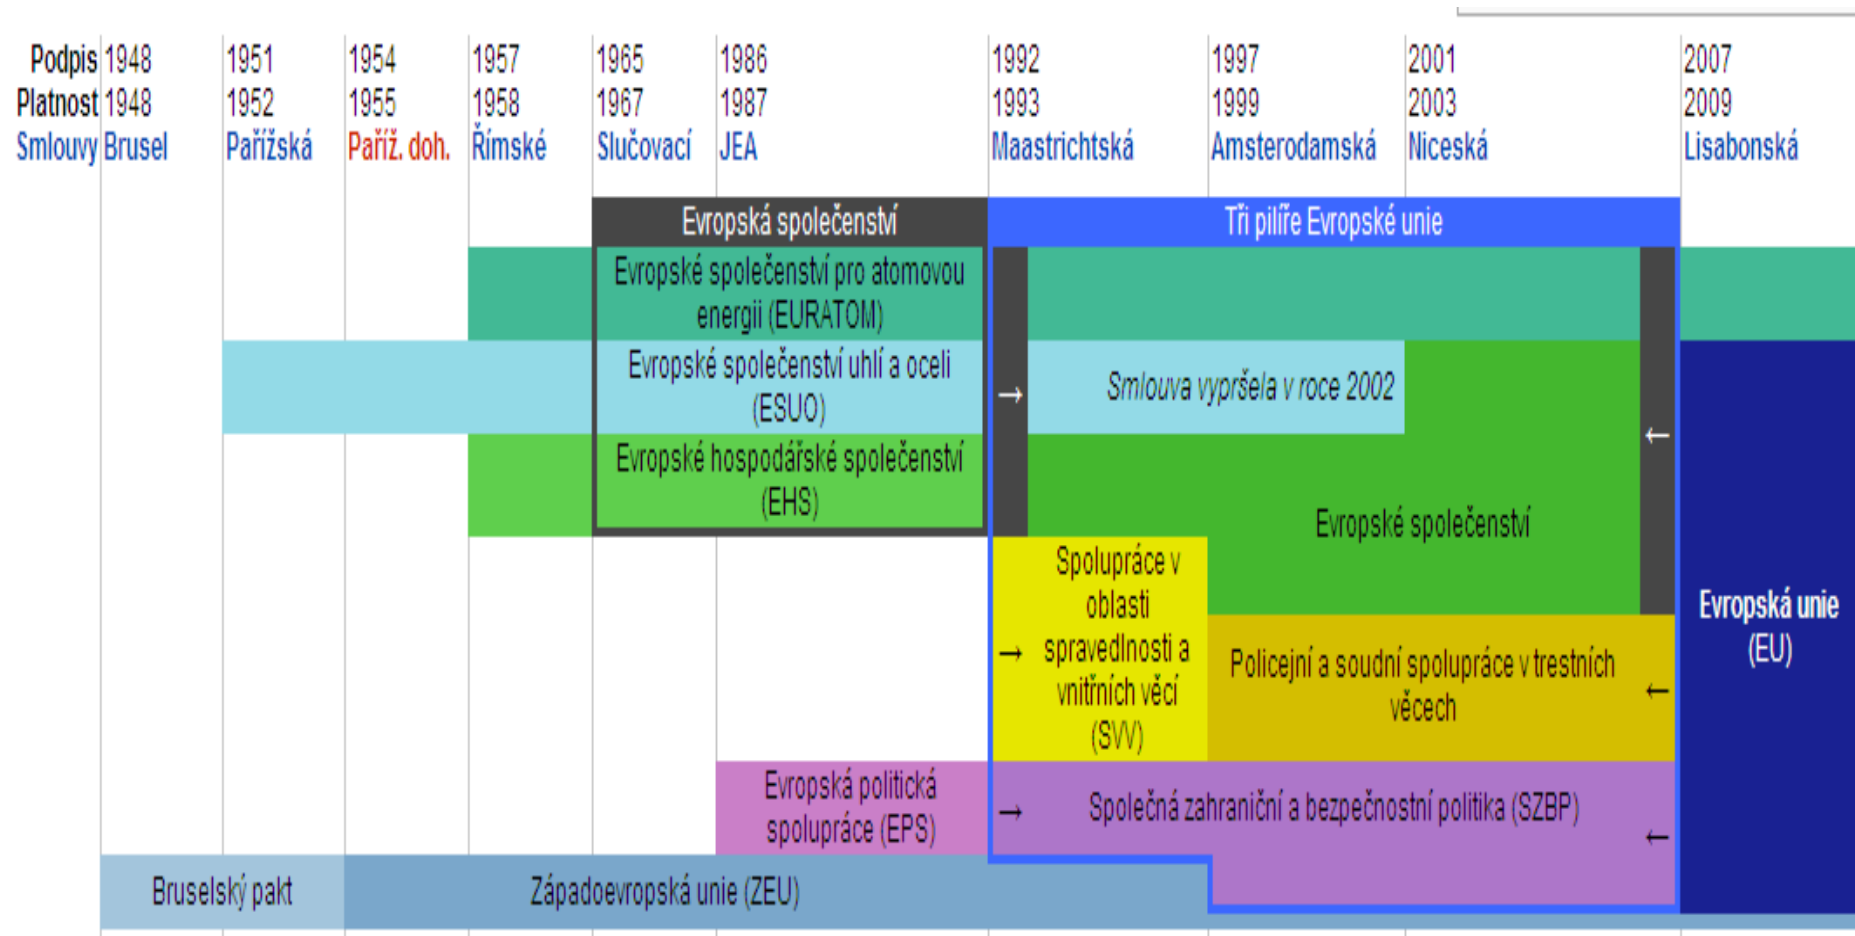 Podpis 1948 1951 1954 1957 1965 1986 1992 1997 2001 2007
Platnost 1948 1952 1955 1958 1967 1987 1993 1999 2003 2009
Smlouvy Brusel Pařížská Paříž. doh. Římské Slučovací JEA Maastrichtská Amsterodamská Niceská Lisabonská
Evropská společenství
Tři pilíře Evropské unie
Evropské společenství pro atomovou
energii (EURATOM)
Evropské společenství uhlí a oceli
(ESUO)
→
Smlouva vypršela v roce 2002
←
Evropské hospodářské společenství
(EHS)
Evropské společenství
Spolupráce v
oblasti
→ spravedlnosti a
vnitřních věcí
(SVV)
Policejní a soudní spolupráce v trestních
věcech
←
Evropská unie
(EU)
Evropská politická
spolupráce (EPS)
→ Společná zahraniční a bezpečnostní politika (SZBP)
←
Bruselský pakt
Západoevropská unie (ZEU)